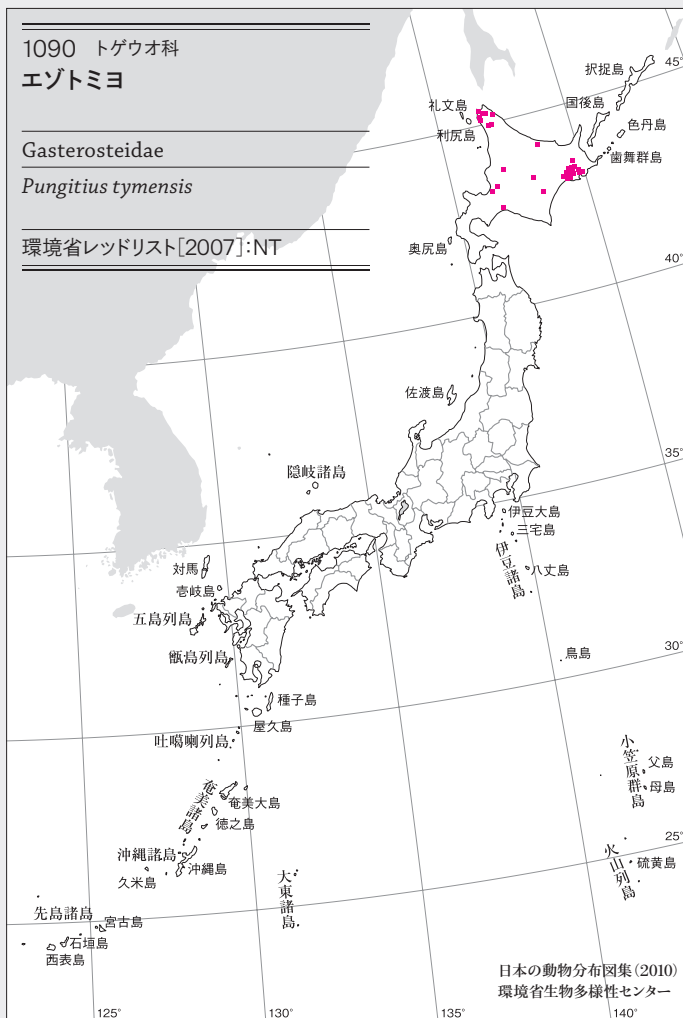 1090 トゲウオ科
エゾトミヨ
Gasterosteidae
Pungitius tymensis
環境省レッドリスト[2007]:NT
45°
択捉島
国後島
礼文島
色丹島
利尻島
歯舞群島
奥尻島
40°
佐渡島
35°
隠岐諸島
伊豆大島
三宅島
伊豆諸島
八丈島
対馬
壱岐島
五島列島
甑島列島
鳥島
30°
種子島
屋久島
吐噶喇列島
小笠原群島
父島
母島
奄美諸島
奄美大島
徳之島
25°
沖縄諸島
沖縄島
久米島
火山列島
硫黄島
大東諸島
先島諸島
宮古島
石垣島
西表島
日本の動物分布図集(2010)
環境省生物多様性センター
125°
130°
135°
140°